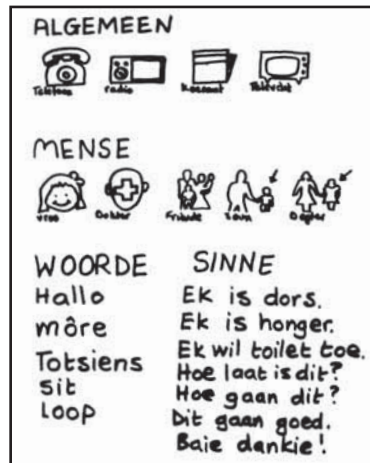 ALGEMEEN
Telefoon radio Koerant
MENSE
vrou Dokter Seun Dogter
WOORDE
Hallo
môre
Totsiens
sit
Loop
SINNE
Ek is dors.
Ek is honger.
Ek wil toilet toe.
Hoe laat is dit?
Hoe gaan dit?
Dit gaan goed.
Baie dankie!